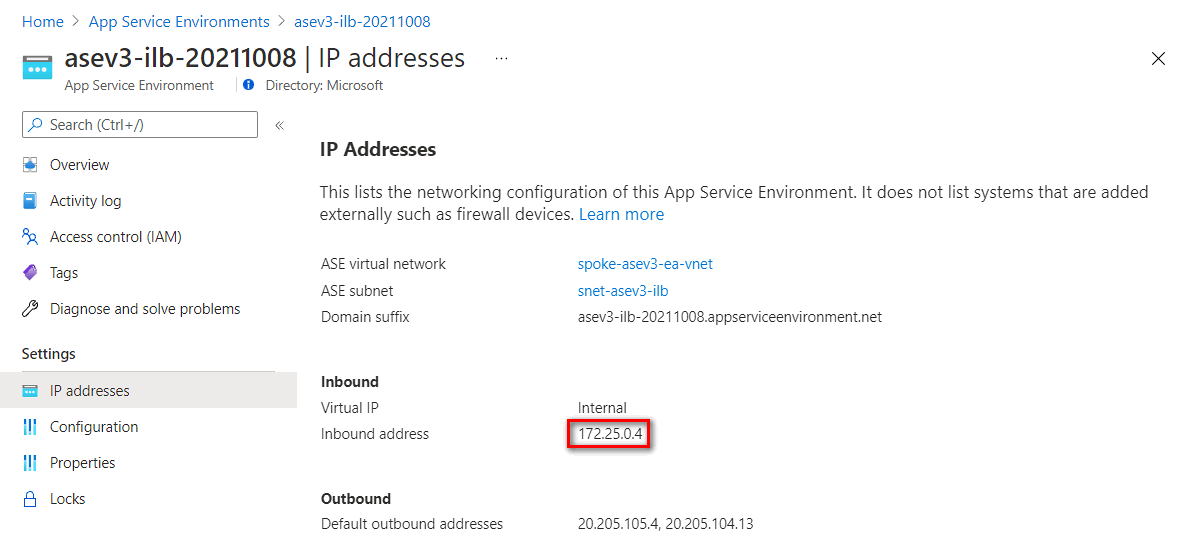 Home > App Service Environments > asev3-ilb-20211008
asev3-ilb-20211008 | IP addresses ...
App Service Environment Directory: Microsoft
Search (Ctrl+/) «
Overview
Activity log
Access control (IAM)
Tags
Diagnose and solve problems
Settings
IP addresses
Configuration
Properties
Locks
IP Addresses
This lists the networking configuration of this App Service Environment. It does not list systems that are added
externally such as firewall devices. Learn more
ASE virtual network spoke-asev3-ea-vnet
ASE subnet snet-asev3-ilb
Domain suffix asev3-ilb-20211008.appserviceenvironment.net
Inbound
Virtual IP Internal
Inbound address 172.25.0.4
Outbound
Default outbound addresses 20.205.105.4, 20.205.104.13